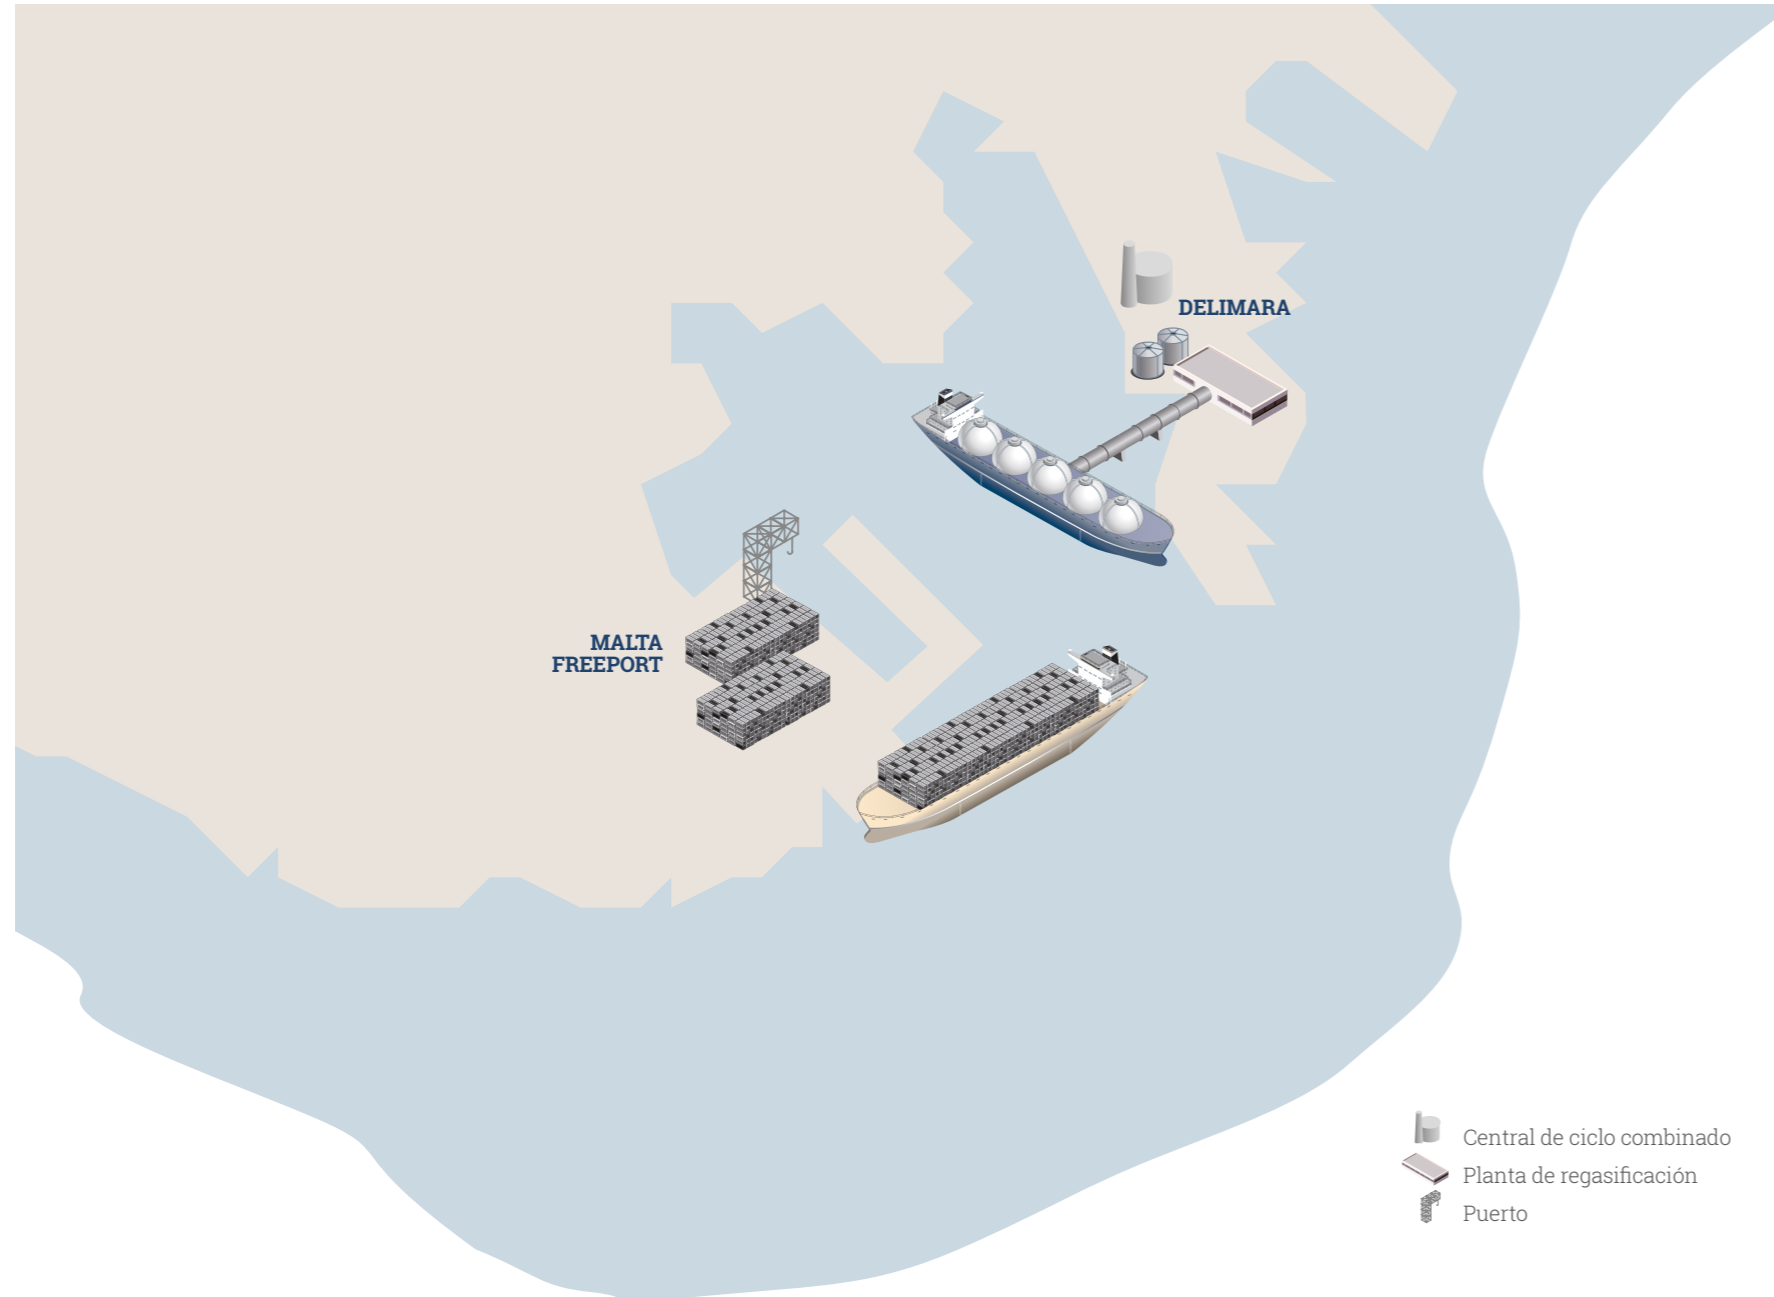 DELIMARA
MALTA
FREEPORT
Central de ciclo combinado
Planta de regasificación
Puerto